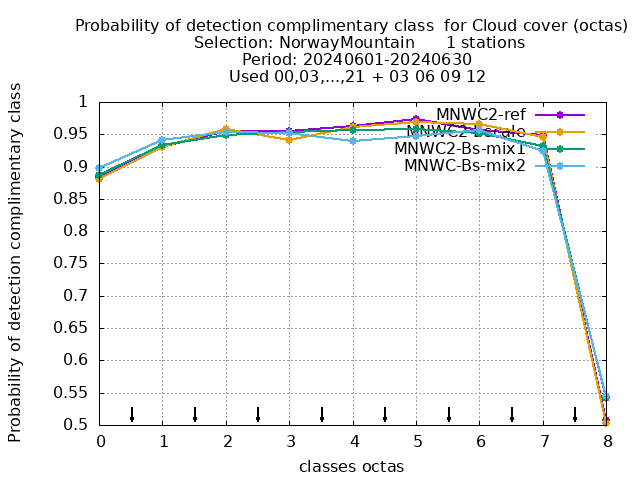 Probability of detection complimentary class for Cloud cover (octas)
Selection: NorwayMountain 1 stations
Period: 20240601-20240630
Used 00,03,...,21 + 03 06 09 12
Probability of detection complimentary class
1
0.95
0.9
0.85
0.8
0.75
0.7
0.65
0.6
0.55
0.5
MNWC2-ref
MNWC2-Bs-mix1
MNWC-Bs-mix2
0 1 2 3 4 5 6 7 8
classes octas